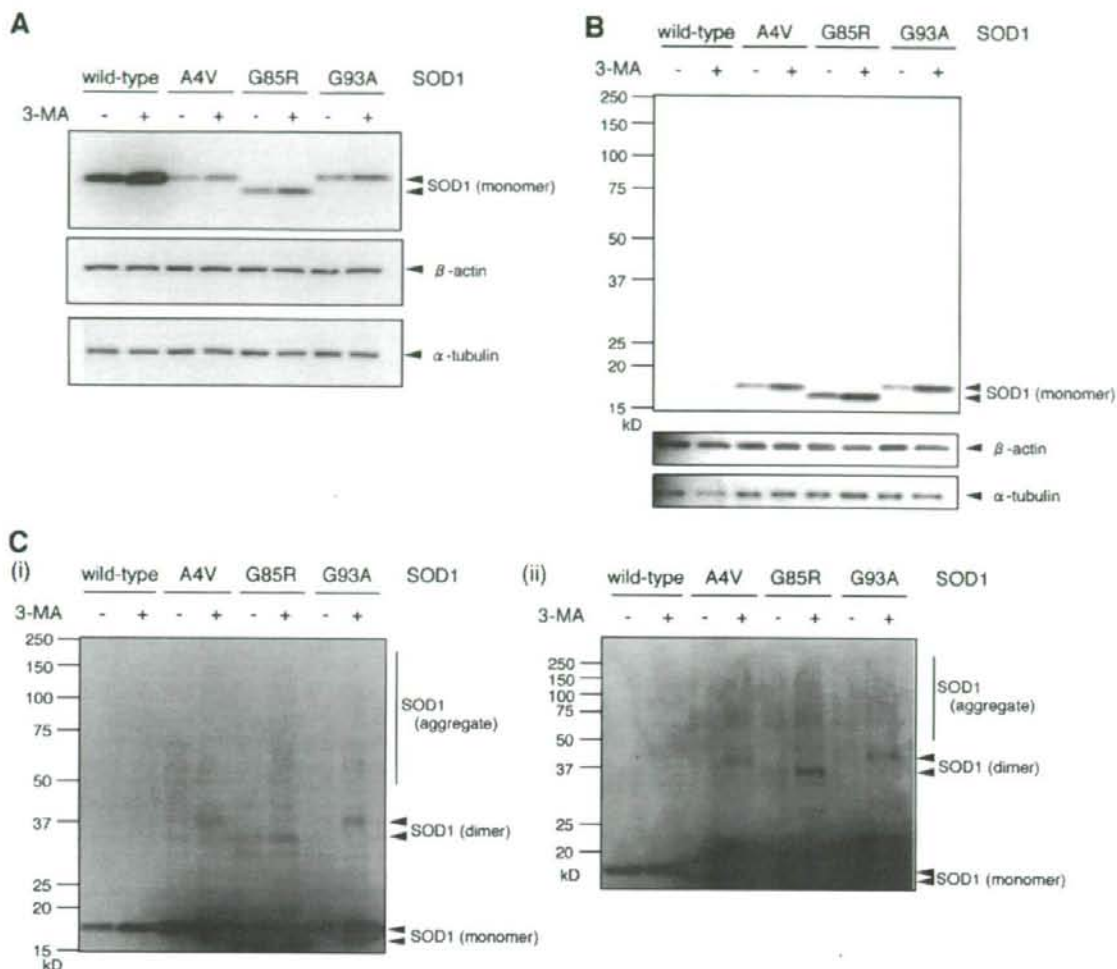 A
wild-type A4V G85R G93A SOD1
3-MA - + - + - + - +
SOD1 (monomer)
β-actin
α-tubulin
B
wild-type A4V G85R G93A SOD1
3-MA - + - + - + - +
250
150
100
75
50
37
25
20
SOD1 (monomer)
15
kD
β-actin
α-tubulin
C
(i)
wild-type A4V G85R G93A SOD1
3-MA - + - + - + - +
250
150
100
75
50
37
25
20
15
kD
SOD1
(aggregate)
SOD1 (dimer)
SOD1 (monomer)
(ii)
wild-type A4V G85R G93A SOD1
3-MA - + - + - + - +
250
150
100
75
50
37
25
20
kD
SOD1
(aggregate)
SOD1 (dimer)
SOD1 (monomer)